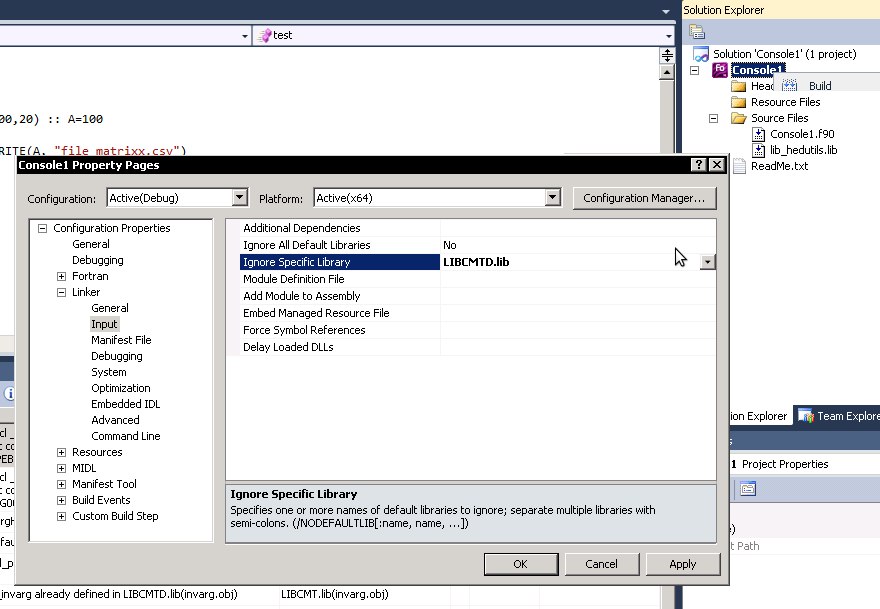 Solution Explorer
test
Solution 'Console1' (1 project)
Console1
Head
Build
Resource Files
Source Files
Console1.f90
lib_hedutils.lib
ReadMe.txt
00,20) :: A=100
RITE(A, "file_matrixx.csv")
Console1 Property Pages
Configuration: Active(Debug) Platform: Active(x64) Configuration Manager...
Configuration Properties
General
Debugging
Fortran
Linker
General
Input
Manifest File
Debugging
System
Optimization
Embedded IDL
Advanced
Command Line
Resources
MIDL
Manifest Tool
Build Events
Custom Build Step
Additional Dependencies
Ignore All Default Libraries No
Ignore Specific Library LIBCMTD.lib
Module Definition File
Add Module to Assembly
Embed Managed Resource File
Force Symbol References
Delay Loaded DLLs
Ignore Specific Library
Specifies one or more names of default libraries to ignore; separate multiple libraries with
semi-colons. (/NODEFAULTLIB[:name, name, ...])
OK Cancel Apply
ion Explorer Team Explore
1 Project Properties
t Path
_invarg already defined in LIBCMTD.lib(invarg.obj) LIBCMT.lib(invarg.obj)